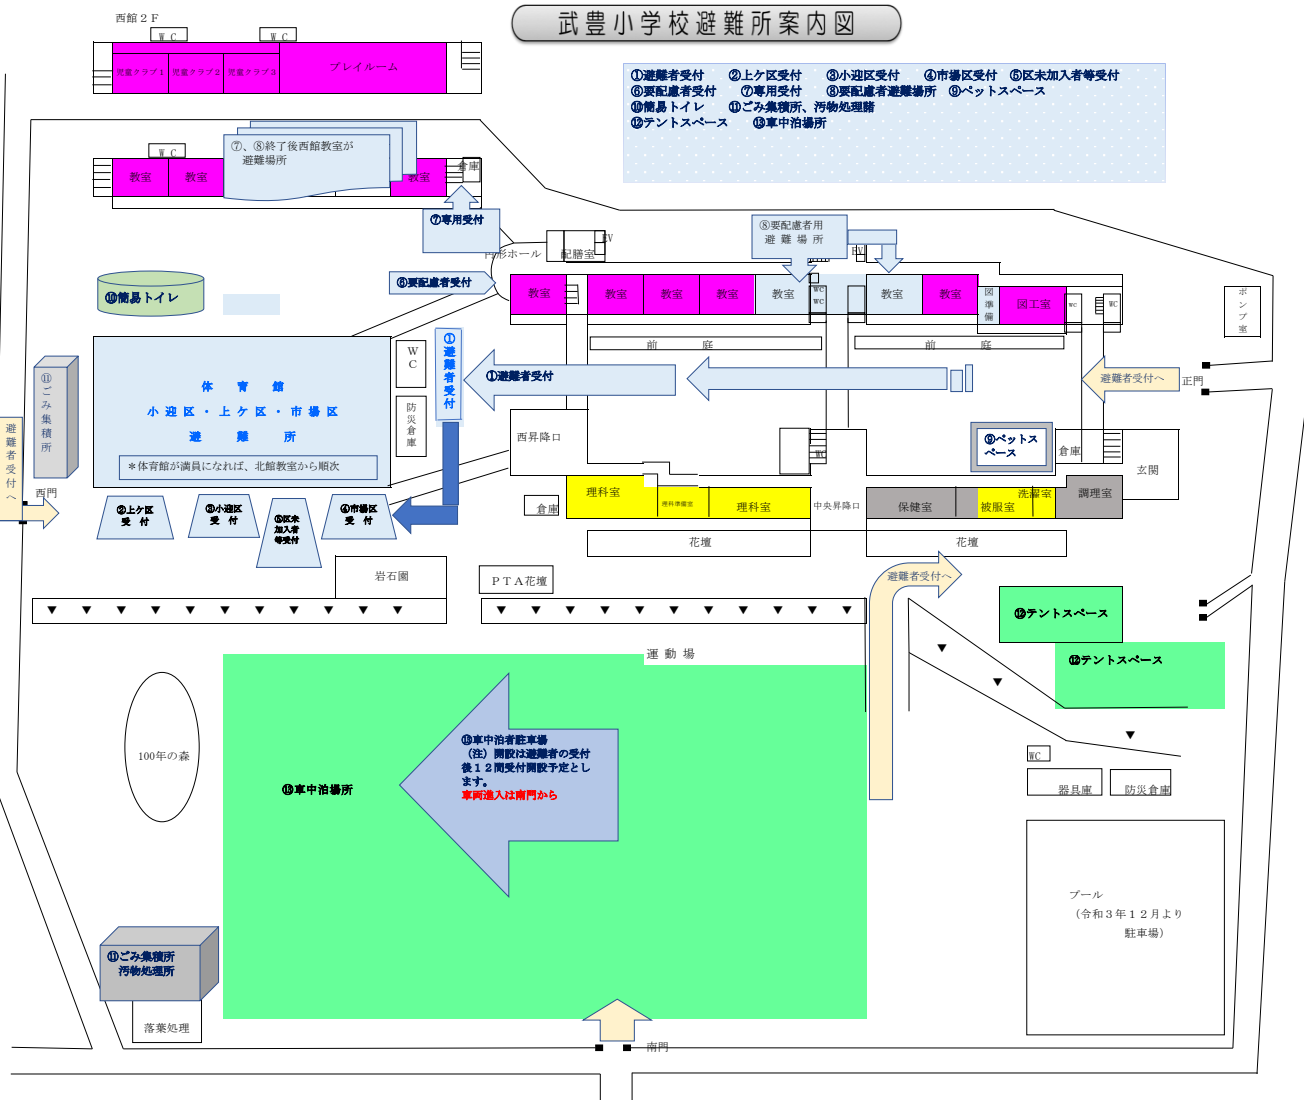 武豊小学校避難所案内図
西館２Ｆ
ＷＣ
ＷＣ
児童クラブ１
児童クラブ２
児童クラブ３
プレイルーム
①避難者受付　②上ケ区受付　③小迎区受付　④市場区受付　⑤区未加入者等受付
⑥要配慮者受付　⑦専用受付　⑧要配慮者避難場所　⑨ペットスペース
⑩簡易トイレ　⑪ごみ集積所、汚物処理諸
⑫テントスペース　⑬車中泊場所
ＷＣ
⑦、⑧終了後西館教室が
避難場所
教室
教室
教室
倉庫
⑦専用受付
円形ホール
配膳室
EV
⑧要配慮者用
避難場所
EV
⑥要配慮者受付
⑩簡易トイレ
教室
教室
教室
教室
教室
WC
WC
教室
教室
図準備
図工室
WC
WC
ポンプ室
前庭
前庭
①避難者受付
①避難者受付
避難者受付へ
正門
ＷＣ
防災倉庫
体育館
小迎区・上ケ区・市場区
避難所
＊体育館が満員になれば、北館教室から順次
⑪ごみ集積所
避難者受付へ
西門
西昇降口
WC
⑨ペットス
ペース
倉庫
玄関
②上ケ区
受付
③小迎区
受付
⑤区未
加入者
等受付
④市場区
受付
倉庫
理科室
理科準備室
理科室
中央昇降口
保健室
被服室
洗濯室
調理室
花壇
花壇
岩石園
ＰＴＡ花壇
避難者受付へ
⑫テントスペース
⑫テントスペース
運動場
100年の森
⑬車中泊場所
⑬車中泊者駐車場
（注）開設は避難者の受付
後１２間受付開設予定とし
ます。
車両進入は南門から
WC
器具庫
防災倉庫
プール
（令和３年１２月より
駐車場）
⑪ごみ集積所
汚物処理所
落葉処理
南門